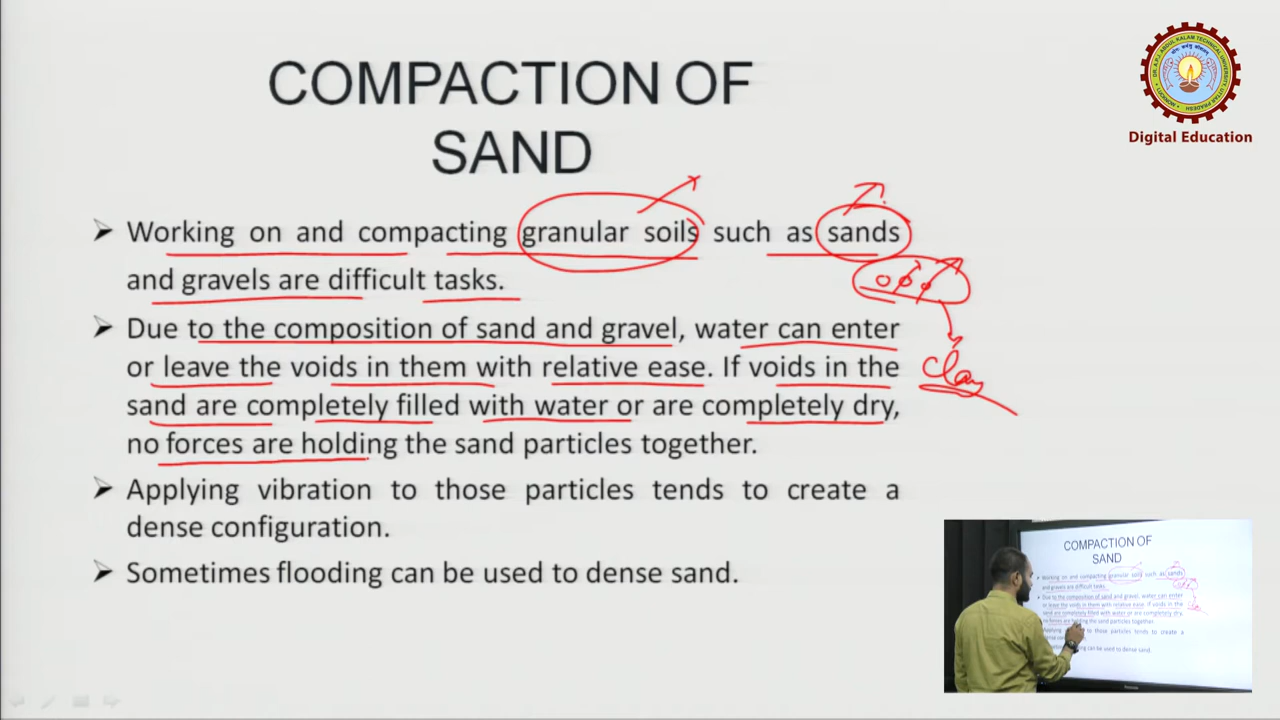 COMPACTION OF
SAND
Digital Education
➢ Working on and compacting granular soils such as sands
and gravels are difficult tasks.
➢ Due to the composition of sand and gravel, water can enter
or leave the voids in them with relative ease. If voids in the
sand are completely filled with water or are completely dry,
no forces are holding the sand particles together.
clay
➢ Applying vibration to those particles tends to create a
dense configuration.
➢ Sometimes flooding can be used to dense sand.
COMPACTION OF
SAND